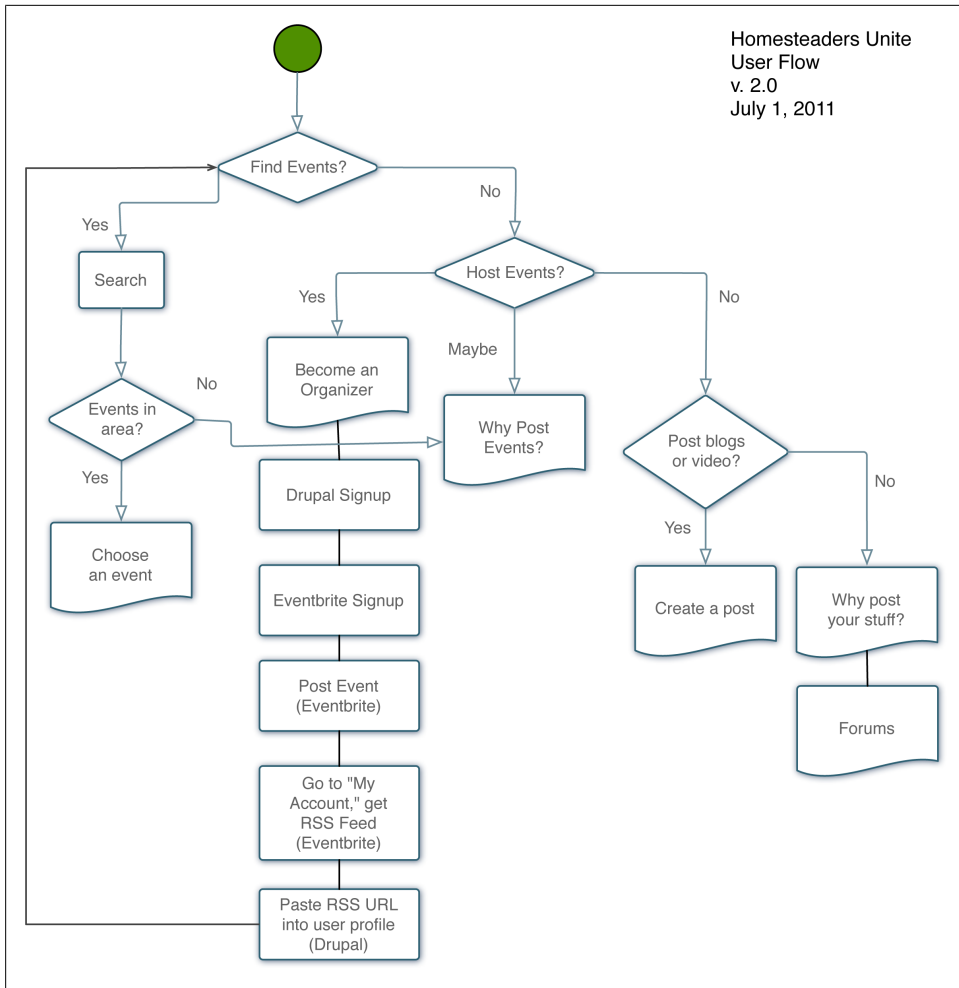 Homesteaders Unite
User Flow
v. 2.0
July 1, 2011
Find Events?
No
Yes
Host Events?
Search
Yes
No
Maybe
Become an
Organizer
No
Events in
area?
Why Post
Events?
Post blogs
or video?
Yes
Drupal Signup
No
Yes
Choose
an event
Eventbrite Signup
Create a post
Why post
your stuff?
Post Event
(Eventbrite)
Forums
Go to "My
Account," get
RSS Feed
(Eventbrite)
Paste RSS URL
into user profile
(Drupal)